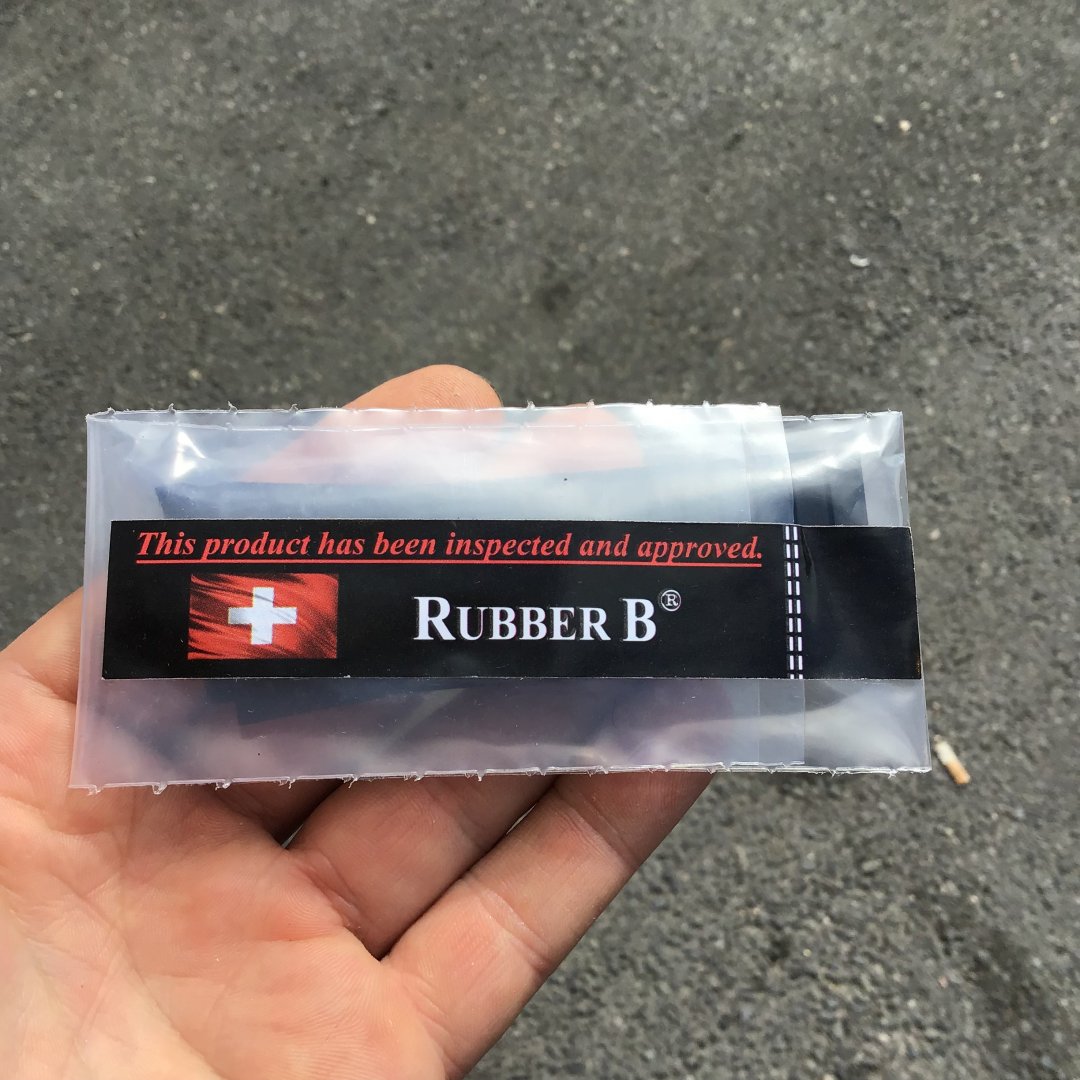 This product has been inspected and approved.
RUBBER B®